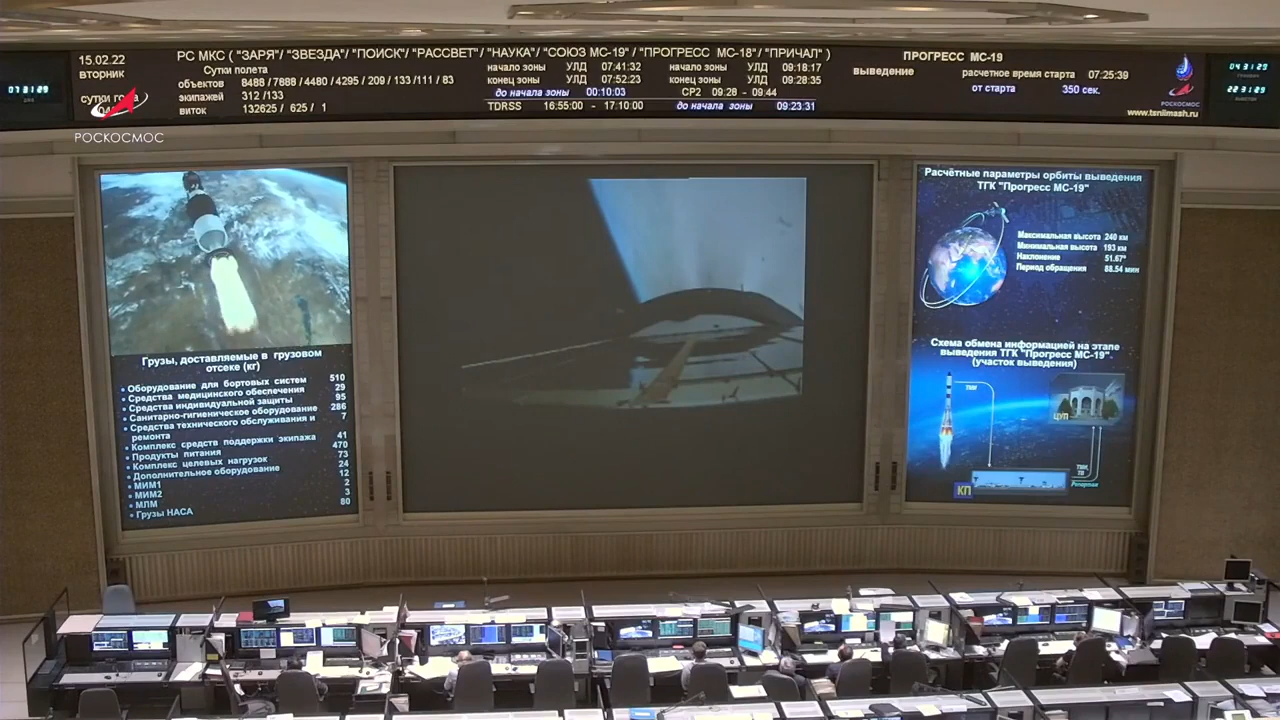 15.02.22
вторник
сутки года
РОСКОСМОС
РС МКС ( "ЗАРЯ"/ "ЗВЕЗДА"/ "ПОИСК"/ "РАССВЕТ"/ "НАУКА"/ "СОЮЗ МС-19" / "ПРОГРЕСС МС-18"/ "ПРИЧАЛ" )
Сутки полета
объектов 8488 / 7888 / 4480 / 4295 / 209 / 133 /111 / 83
экипажей 312 /133
виток 132625 / 625 / 1
начало зоны УЛД 07:41:32
конец зоны УЛД 07:52:23
до начала зоны 00:10:03
TDRSS 16:55:00 - 17:10:00
начало зоны УЛД 09:18:17
конец зоны УЛД 09:28:35
СР2 09:28 - 09:44
до начала зоны 09:23:31
ПРОГРЕСС МС-19
выведение
расчетное время старта 07:25:39
от старта 350 сек.
РОСКОСМОС
www.tsniimash.ru
Грузы, доставляемые в грузовом
отсеке (кг)
• Оборудование для бортовых систем 510
• Средства медицинского обеспечения 29
• Средства индивидуальной защиты 95
• Санитарно-гигиеническое оборудование 286
• Средства технического обслуживания и 7
ремонта
• Комплекс средств поддержки экипажа 41
• Продукты питания 470
• Комплекс целевых нагрузок 73
• Дополнительное оборудование 24
• МИМ1 12
• МИМ2 2
• МЛМ 3
• Грузы НАСА 80
Расчётные параметры орбиты выведения
ТГК "Прогресс МС-19"
Максимальная высота 240 км
Минимальная высота 193 км
Наклонение 51.67°
Период обращения 88.54 мин
Схема обмена информацией на этапе
выведения ТГК "Прогресс МС-19".
(участок выведения)
ТМИ
ЦУП
ТМИ,
ТВ
Репортаж
КП